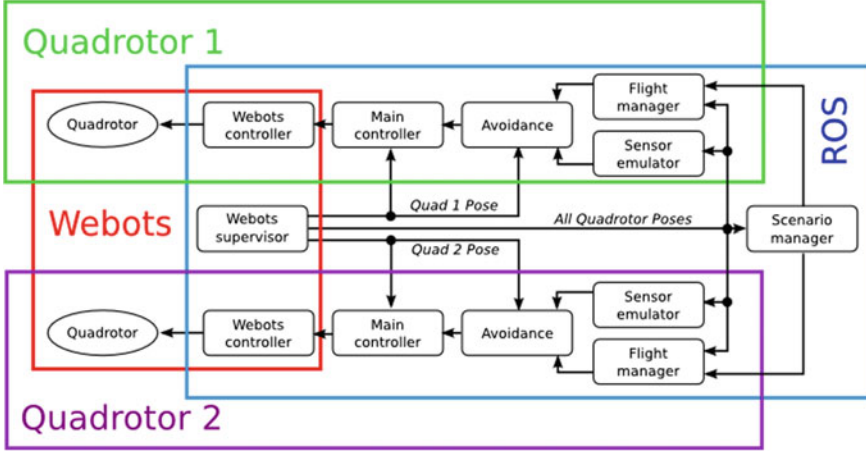 Quadrotor 1
ROS
Flight
manager
Quadrotor
Webots
controller
Main
controller
Avoidance
Sensor
emulator
Webots
Webots
supervisor
Quad 1 Pose
All Quadrotor Poses
Quad 2 Pose
Scenario
manager
Sensor
emulator
Quadrotor
Webots
controller
Main
controller
Avoidance
Flight
manager
Quadrotor 2